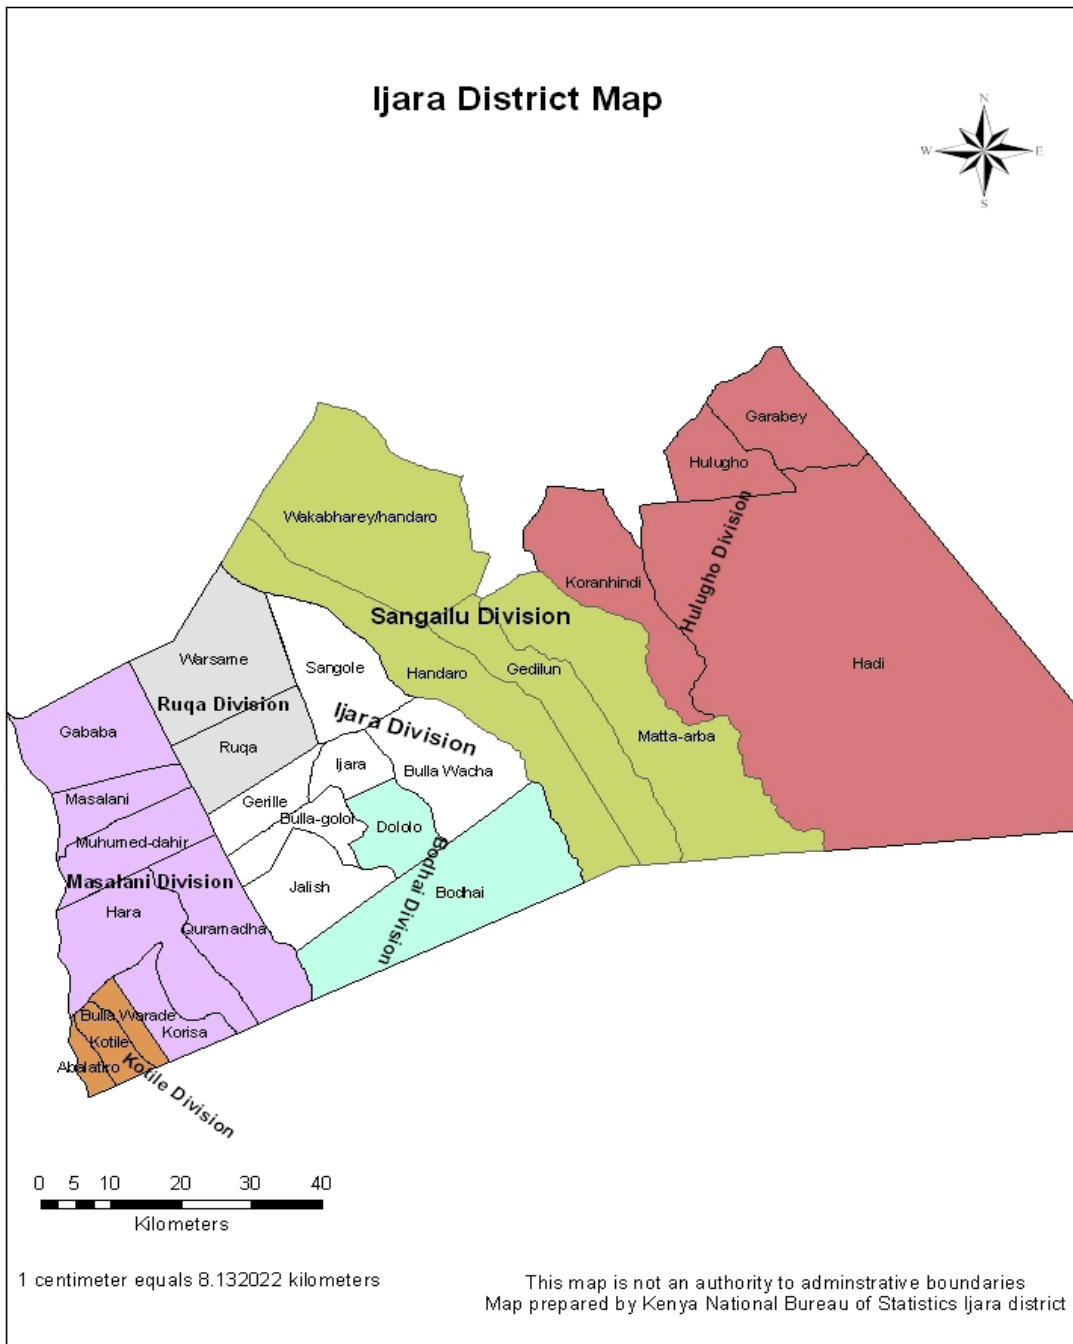 Ijara District Map
N
W
E
S
Garabey
Hulugho
Wakabharey/handaro
Hulugho Division
Koranhindi
Sangailu Division
Warsame
Sangole
Handaro
Gedilun
Hadi
Ruqa Division
Ijara Division
Gababa
Ruqa
Matta-arba
Ijara
Bulla Wacha
Masalani
Gerille
Bulla-golor
Dololo
Muhumed-dahir
Bodhai Division
Masalani Division
Jalish
Bodhai
Hara
Quramadha
Bulla Warade
Korisa
Kotile
Abalatiro
Kotile Division
0 5 10 20 30 40
Kilometers
1 centimeter equals 8.132022 kilometers
This map is not an authority to adminstrative boundaries
Map prepared by Kenya National Bureau of Statistics Ijara district